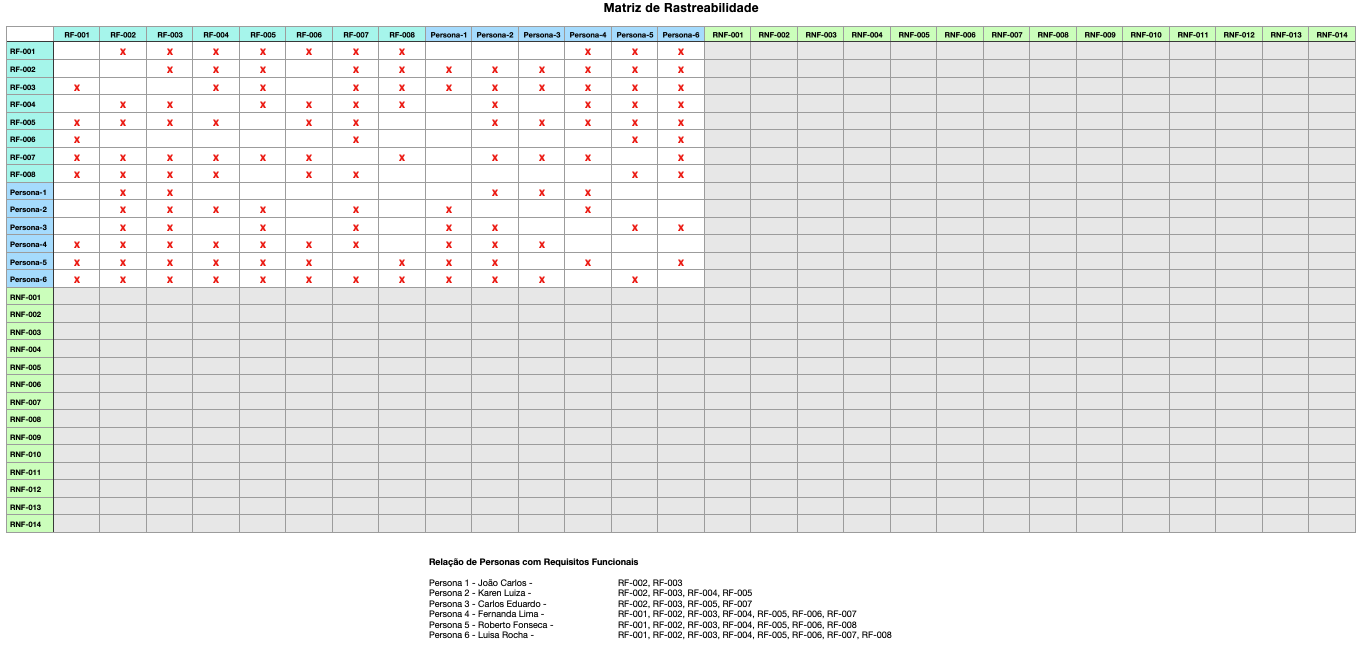 Matriz de Rastreabilidade
RF-001 RF-002 RF-003 RF-004 RF-005 RF-006 RF-007 RF-008 Persona-1 Persona-2 Persona-3 Persona-4 Persona-5 Persona-6 RNF-001 RNF-002 RNF-003 RNF-004 RNF-005 RNF-006 RNF-007 RNF-008 RNF-009 RNF-010 RNF-011 RNF-012 RNF-013 RNF-014
RF-001 X X X X X X X X X X
RF-002 X X X X X X X X X X X
RF-003 X X X X X X X X X X X
RF-004 X X X X X X X X X X
RF-005 X X X X X X X X X X X
RF-006 X X X X
RF-007 X X X X X X X X X X X
RF-008 X X X X X X X X
Persona-1 X X X X X
Persona-2 X X X X X X X
Persona-3 X X X X X X X X
Persona-4 X X X X X X X X X X
Persona-5 X X X X X X X X X X X
Persona-6 X X X X X X X X X X X X
RNF-001
RNF-002
RNF-003
RNF-004
RNF-005
RNF-006
RNF-007
RNF-008
RNF-009
RNF-010
RNF-011
RNF-012
RNF-013
RNF-014
Relação de Personas com Requisitos Funcionais
Persona 1 - João Carlos - RF-002, RF-003
Persona 2 - Karen Luiza - RF-002, RF-003, RF-004, RF-005
Persona 3 - Carlos Eduardo - RF-002, RF-003, RF-005, RF-007
Persona 4 - Fernanda Lima - RF-001, RF-002, RF-003, RF-004, RF-005, RF-006, RF-007
Persona 5 - Roberto Fonseca - RF-001, RF-002, RF-003, RF-004, RF-005, RF-006, RF-008
Persona 6 - Luisa Rocha - RF-001, RF-002, RF-003, RF-004, RF-005, RF-006, RF-007, RF-008